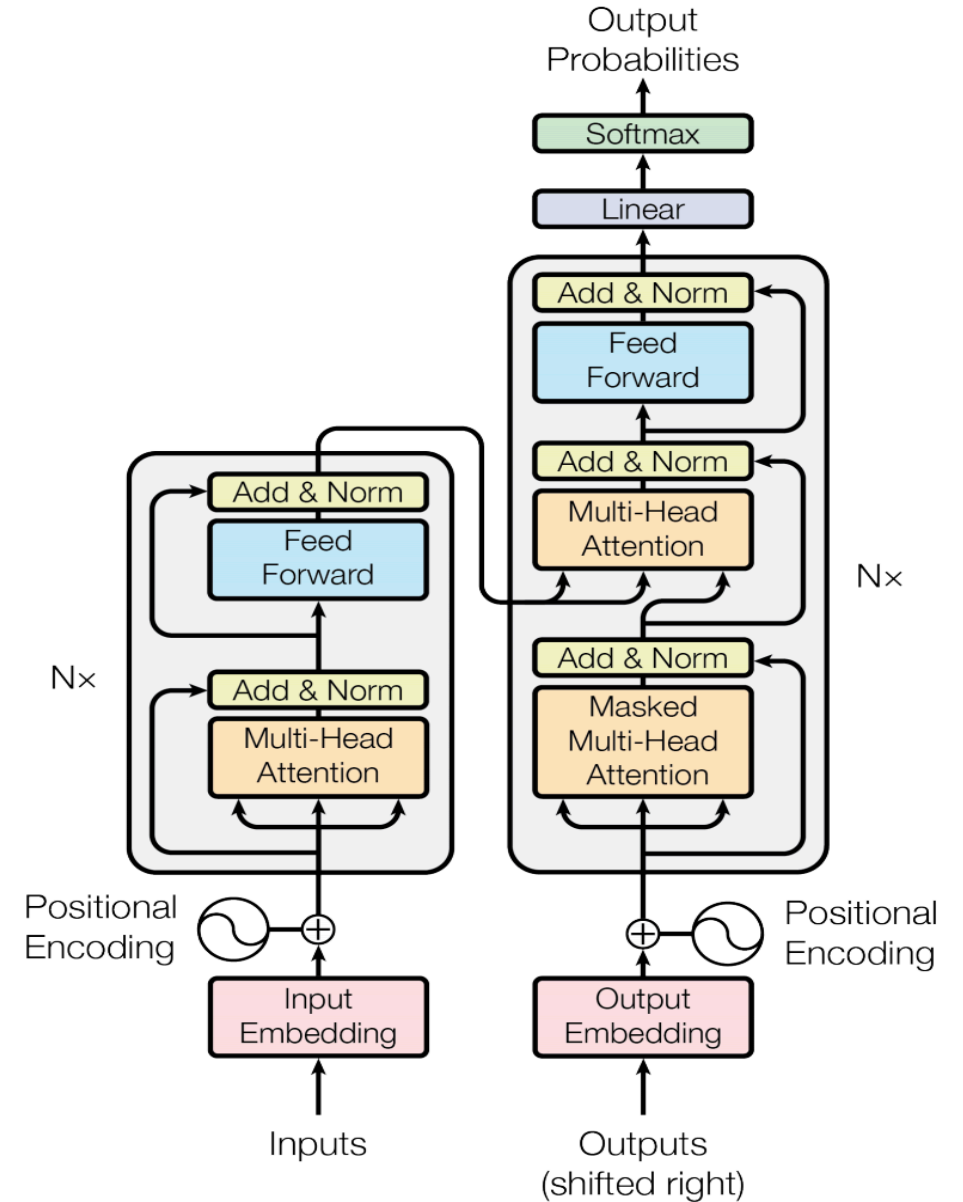 Output
Probabilities
Softmax
Linear
Add & Norm
Feed
Forward
Add & Norm
Multi-Head
Attention
Nx
Add & Norm
Masked
Multi-Head
Attention
Add & Norm
Feed
Forward
Nx
Add & Norm
Multi-Head
Attention
Positional
Encoding
Positional
Encoding
Input
Embedding
Output
Embedding
Inputs
Outputs
(shifted right)